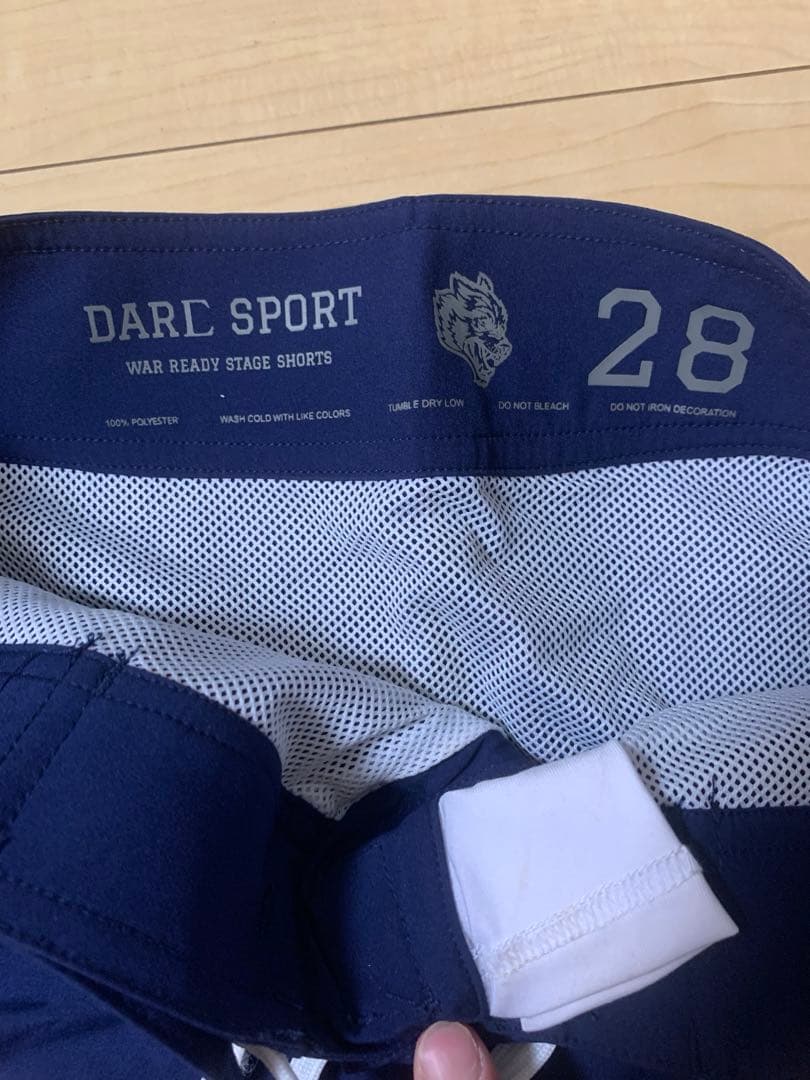 DARC SPORT
WAR READY STAGE SHORTS
28
100% POLYESTER WASH COLD WITH LIKE COLORS TUMBLE DRY LOW DO NOT BLEACH DO NOT IRON DECORATION